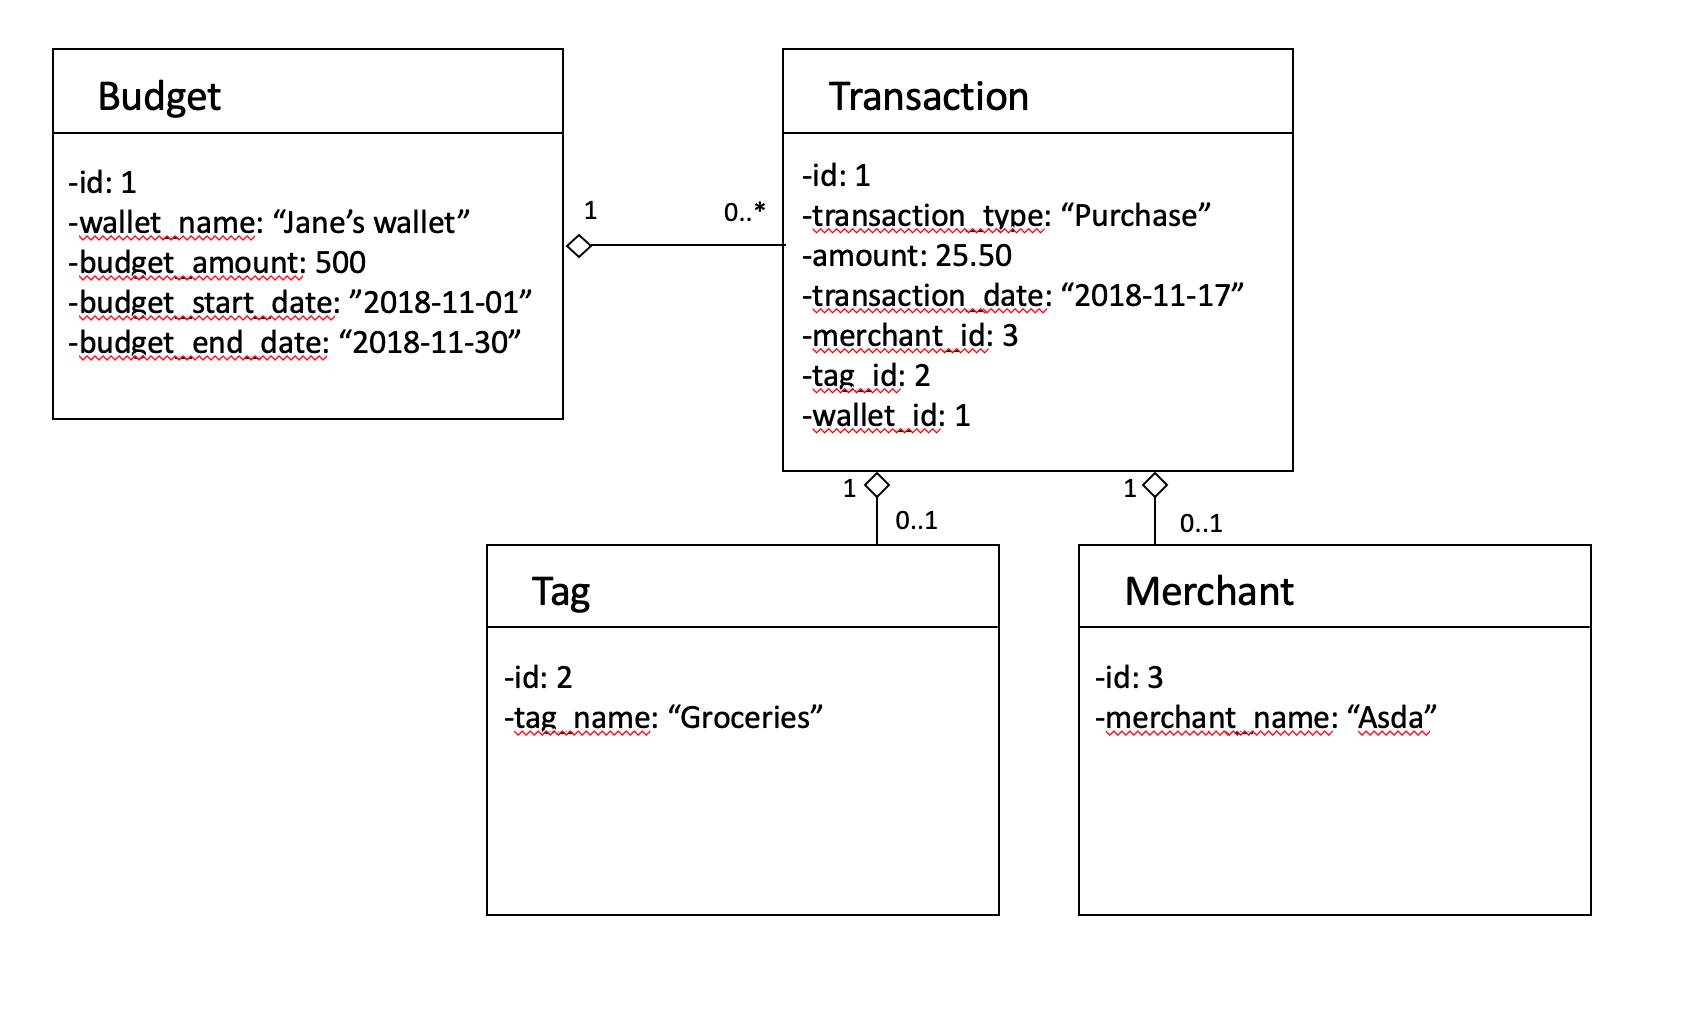 Budget
-id: 1
-wallet_name: “Jane’s wallet”
-budget_amount: 500
-budget_start_date: ”2018-11-01”
-budget_end_date: “2018-11-30”
1
0..*
Transaction
-id: 1
-transaction_type: “Purchase”
-amount: 25.50
-transaction_date: “2018-11-17”
-merchant_id: 3
-tag_id: 2
-wallet_id: 1
1
0..1
1
0..1
Tag
-id: 2
-tag_name: “Groceries”
Merchant
-id: 3
-merchant_name: “Asda”